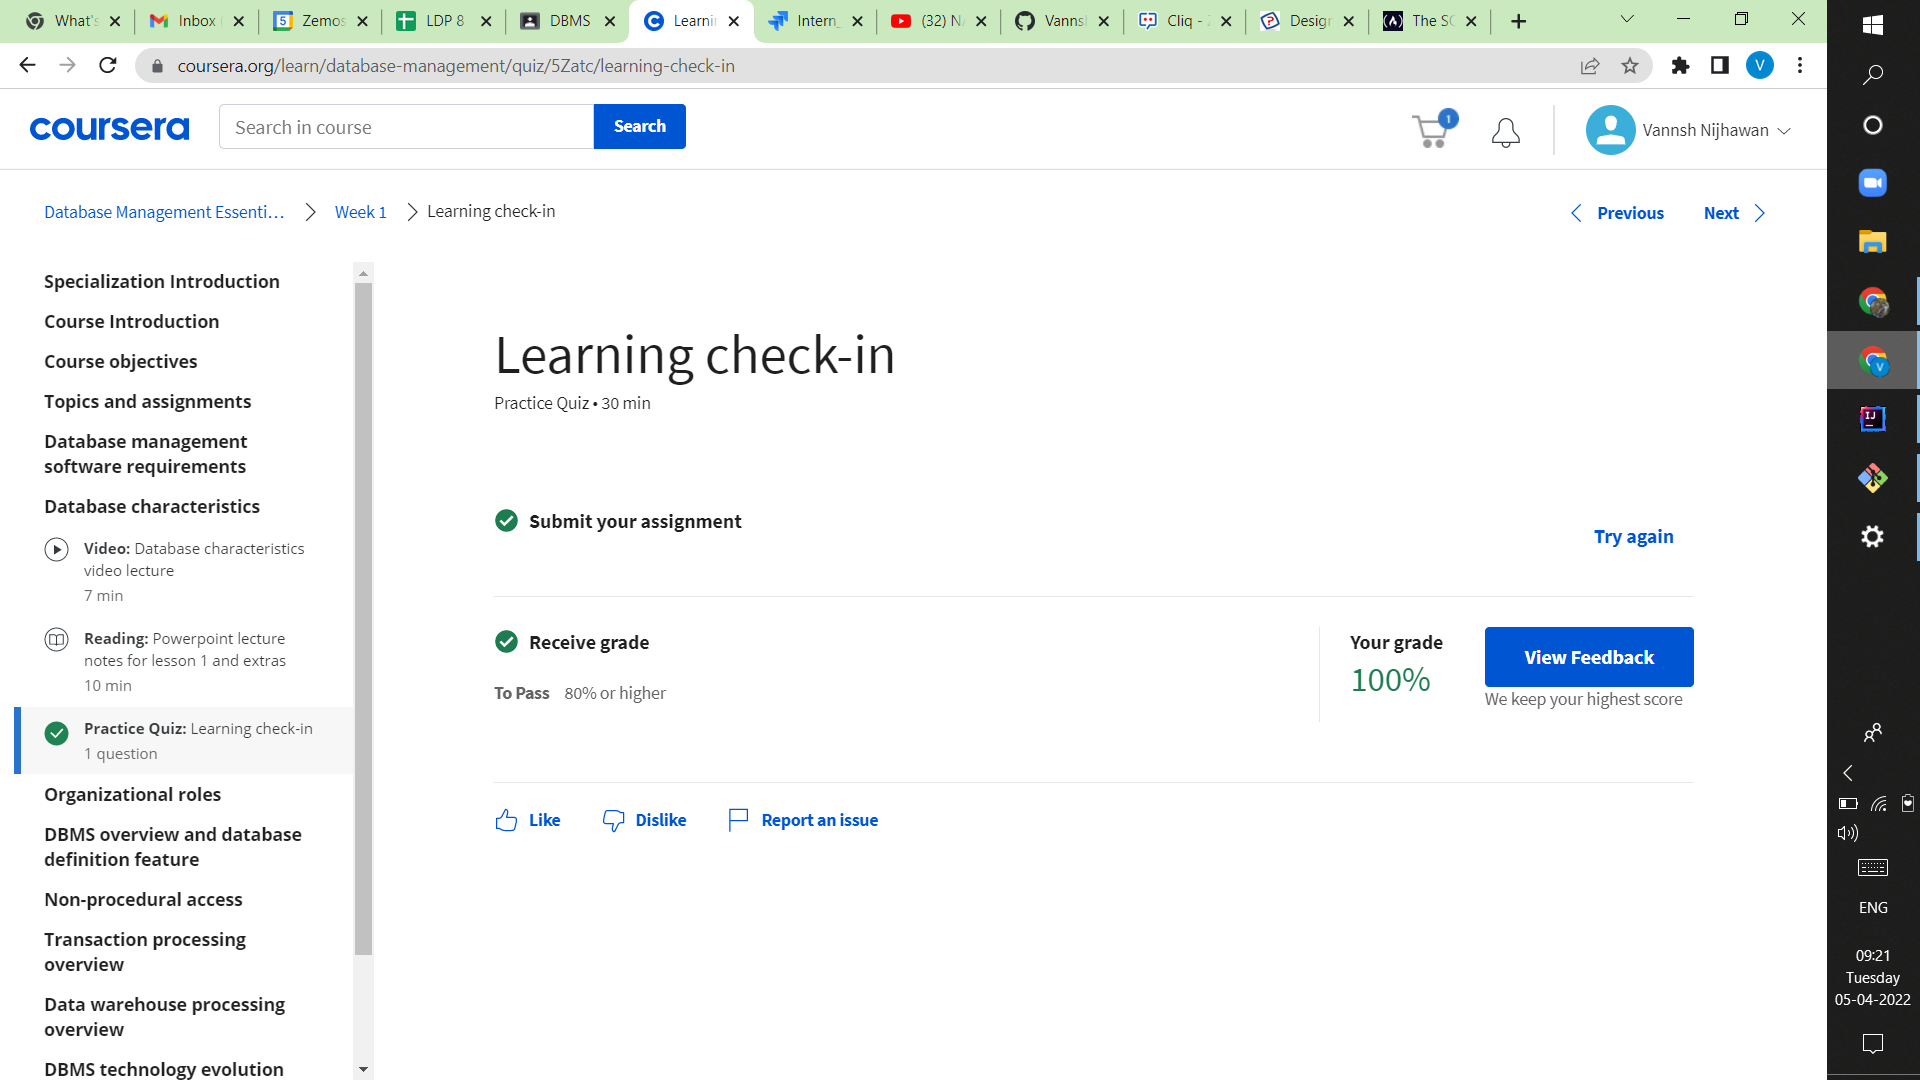 What's
Inbox
5
Zemos
LDP 8
DBMS
Learnin
Intern_
(32) N
Vannsh
Cliq -
Design
The SC
coursera.org/learn/database-management/quiz/5Zatc/learning-check-in
V
coursera
Search in course
Search
1
Vannsh Nijhawan
Database Management Essenti...
Week 1
Learning check-in
Previous
Next
Specialization Introduction
Course Introduction
Course objectives
Topics and assignments
Database management
software requirements
Database characteristics
Video: Database characteristics
video lecture
7 min
Reading: Powerpoint lecture
notes for lesson 1 and extras
10 min
Practice Quiz: Learning check-in
1 question
Organizational roles
DBMS overview and database
definition feature
Non-procedural access
Transaction processing
overview
Data warehouse processing
overview
DBMS technology evolution
Learning check-in
Practice Quiz • 30 min
Submit your assignment
Try again
Receive grade
To Pass 80% or higher
Your grade
100%
View Feedback
We keep your highest score
Like
Dislike
Report an issue
V
IJ
ENG
09:21
Tuesday
05-04-2022